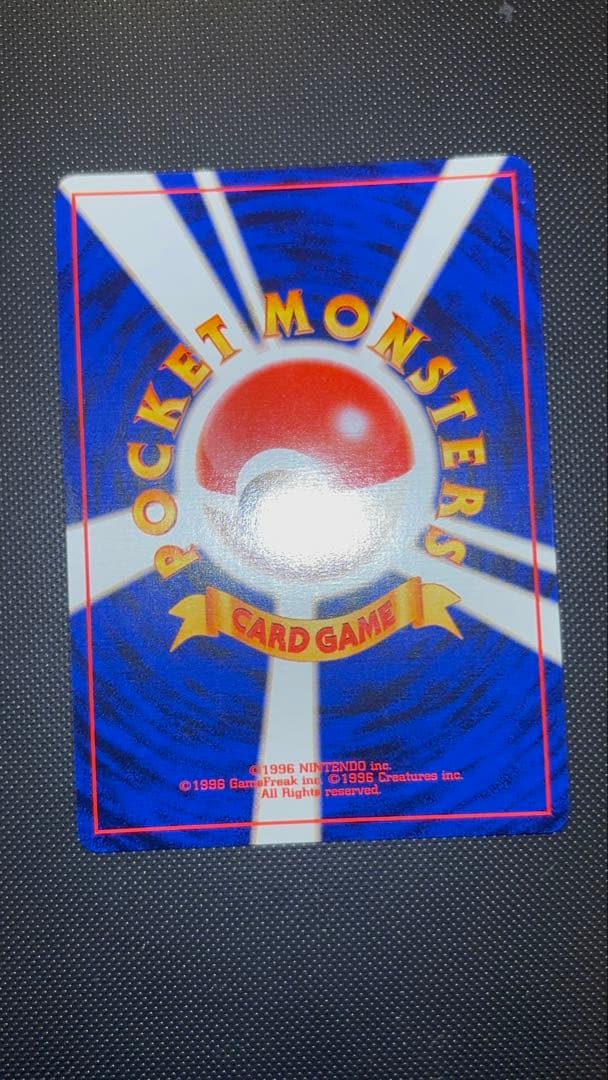 POCKET MONSTERS
CARD GAME
©1996 NINTENDO inc.
©1996 GameFreak inc. ©1996 Creatures inc.
All Rights reserved.